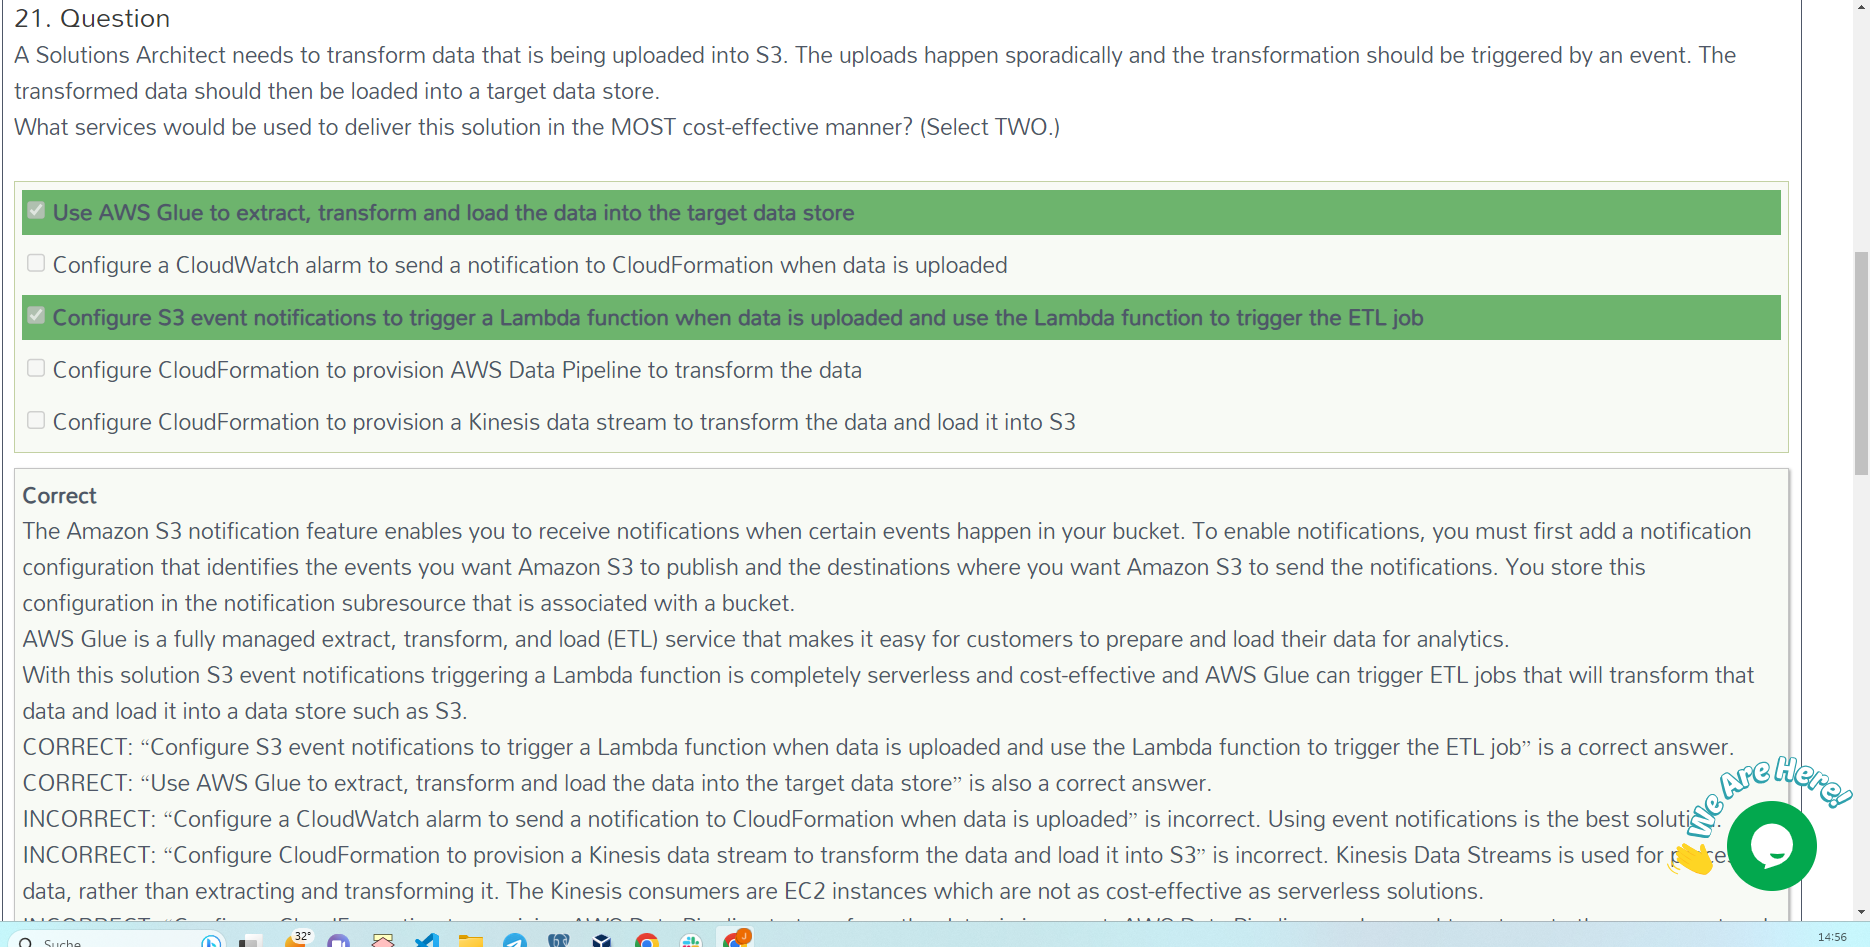 21. Question
A Solutions Architect needs to transform data that is being uploaded into S3. The uploads happen sporadically and the transformation should be triggered by an event. The
transformed data should then be loaded into a target data store.
What services would be used to deliver this solution in the MOST cost-effective manner? (Select TWO.)
Use AWS Glue to extract, transform and load the data into the target data store
Configure a CloudWatch alarm to send a notification to CloudFormation when data is uploaded
Configure S3 event notifications to trigger a Lambda function when data is uploaded and use the Lambda function to trigger the ETL job
Configure CloudFormation to provision AWS Data Pipeline to transform the data
Configure CloudFormation to provision a Kinesis data stream to transform the data and load it into S3
Correct
The Amazon S3 notification feature enables you to receive notifications when certain events happen in your bucket. To enable notifications, you must first add a notification
configuration that identifies the events you want Amazon S3 to publish and the destinations where you want Amazon S3 to send the notifications. You store this
configuration in the notification subresource that is associated with a bucket.
AWS Glue is a fully managed extract, transform, and load (ETL) service that makes it easy for customers to prepare and load their data for analytics.
With this solution S3 event notifications triggering a Lambda function is completely serverless and cost-effective and AWS Glue can trigger ETL jobs that will transform that
data and load it into a data store such as S3.
CORRECT: “Configure S3 event notifications to trigger a Lambda function when data is uploaded and use the Lambda function to trigger the ETL job” is a correct answer.
CORRECT: “Use AWS Glue to extract, transform and load the data into the target data store” is also a correct answer.
INCORRECT: “Configure a CloudWatch alarm to send a notification to CloudFormation when data is uploaded” is incorrect. Using event notifications is the best
INCORRECT: “Configure CloudFormation to provision a Kinesis data stream to transform the data and load it into S3” is incorrect. Kinesis Data Streams is used for
data, rather than extracting and transforming it. The Kinesis consumers are EC2 instances which are not as cost-effective as serverless solutions.
We Are Here!
Suche
32°
14:56